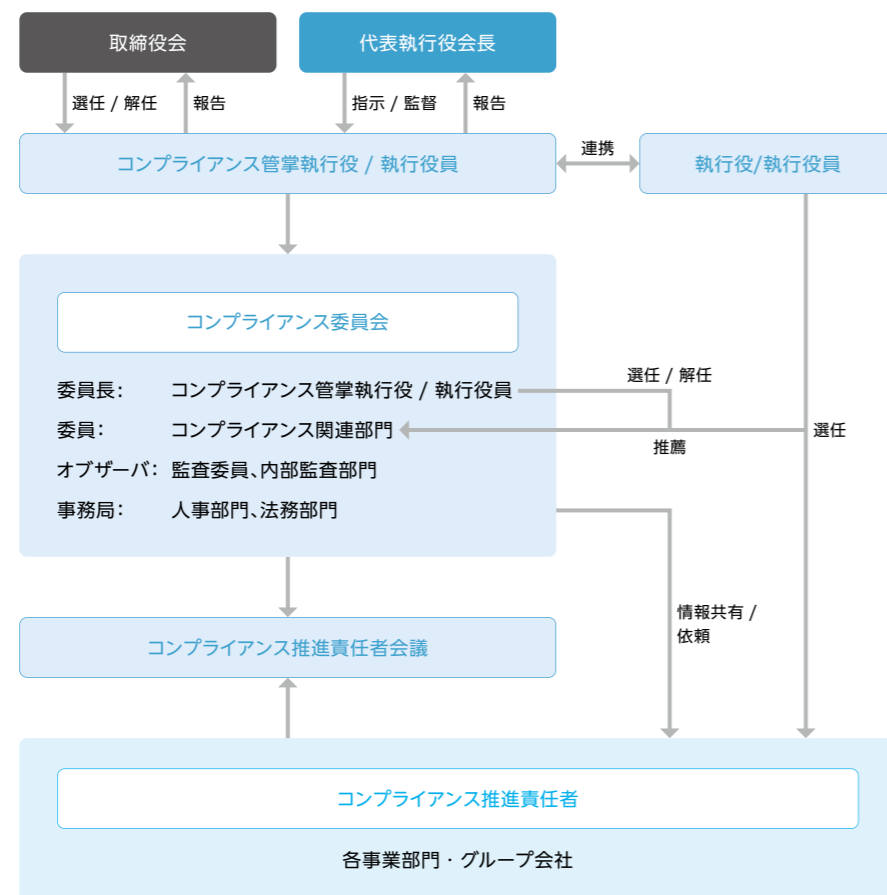 取締役会
代表執行役会長
選任 / 解任
報告
指示 / 監督
報告
コンプライアンス管掌執行役 / 執行役員
連携
執行役/執行役員
コンプライアンス委員会
委員長： コンプライアンス管掌執行役 / 執行役員
選任 / 解任
委員： コンプライアンス関連部門
推薦
選任
オブザーバ： 監査委員、内部監査部門
事務局： 人事部門、法務部門
情報共有 /
依頼
コンプライアンス推進責任者会議
コンプライアンス推進責任者
各事業部門・グループ会社